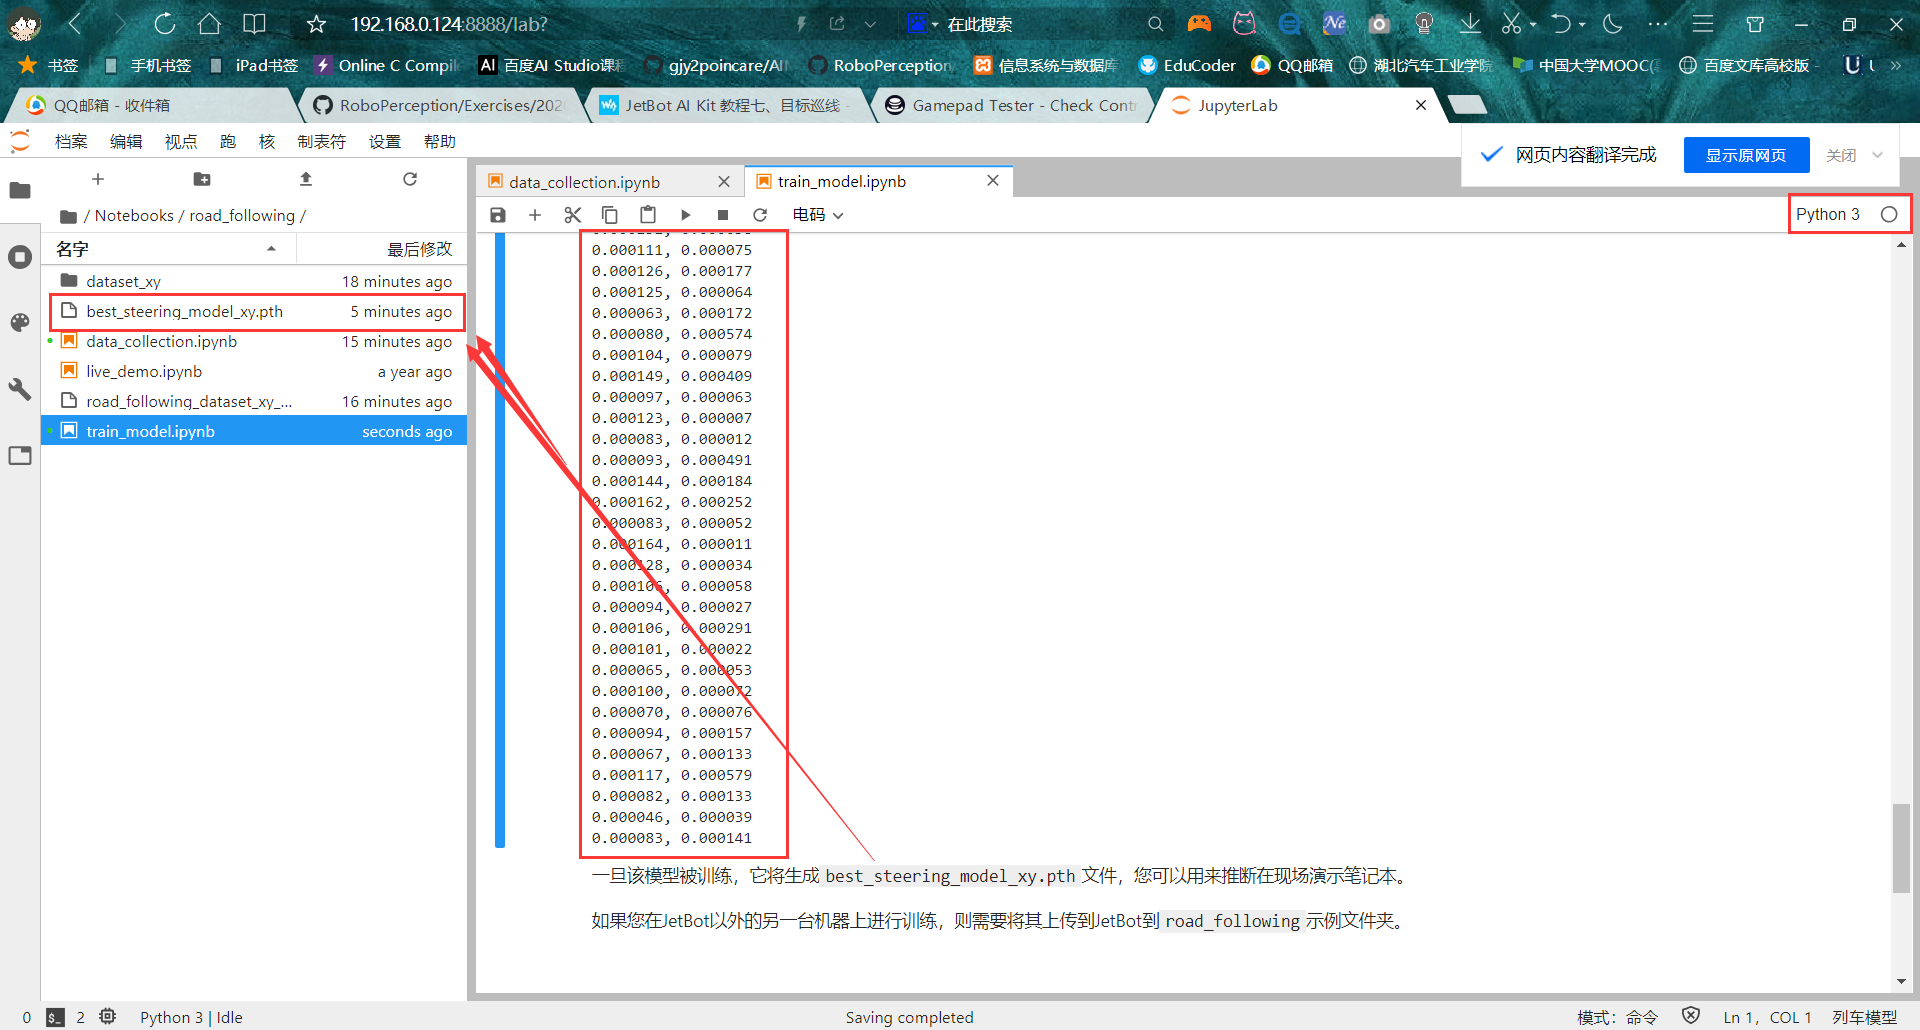 192.168.0.124:8888/lab?
在此搜索
书签 手机书签 iPad书签 Online C Compil 百度AI Studio课程 gjy2poincare/AI RoboPerception 信息系统与数据库 EduCoder QQ邮箱 湖北汽车工业学院 中国大学MOOC( 百度文库高校版
QQ邮箱 - 收件箱
RoboPerception/Exercises/202
JetBot AI Kit 教程七、目标巡线 -
Gamepad Tester - Check Contr
JupyterLab
档案 编辑 视点 跑 核 制表符 设置 帮助
网页内容翻译完成
显示原网页
关闭
data_collection.ipynb
train_model.ipynb
/ Notebooks / road_following /
电码
Python 3
名字 最后修改
dataset_xy 18 minutes ago
best_steering_model_xy.pth 5 minutes ago
data_collection.ipynb 15 minutes ago
live_demo.ipynb a year ago
road_following_dataset_xy_... 16 minutes ago
train_model.ipynb seconds ago
0.000111, 0.000075
0.000126, 0.000177
0.000125, 0.000064
0.000063, 0.000172
0.000080, 0.000574
0.000104, 0.000079
0.000149, 0.000409
0.000097, 0.000063
0.000123, 0.000007
0.000083, 0.000012
0.000093, 0.000491
0.000144, 0.000184
0.000162, 0.000252
0.000083, 0.000052
0.000164, 0.000011
0.000128, 0.000034
0.000106, 0.000058
0.000094, 0.000027
0.000106, 0.000291
0.000101, 0.000022
0.000065, 0.000053
0.000100, 0.000072
0.000070, 0.000076
0.000094, 0.000157
0.000067, 0.000133
0.000117, 0.000579
0.000082, 0.000133
0.000046, 0.000039
0.000083, 0.000141
一旦该模型被训练，它将生成 best_steering_model_xy.pth 文件，您可以用来推断在现场演示笔记本。
如果您在JetBot以外的另一台机器上进行训练，则需要将其上传到JetBot到 road_following 示例文件夹。
0 2 Python 3 | Idle
Saving completed
模式：命令 Ln 1，COL 1 列车模型